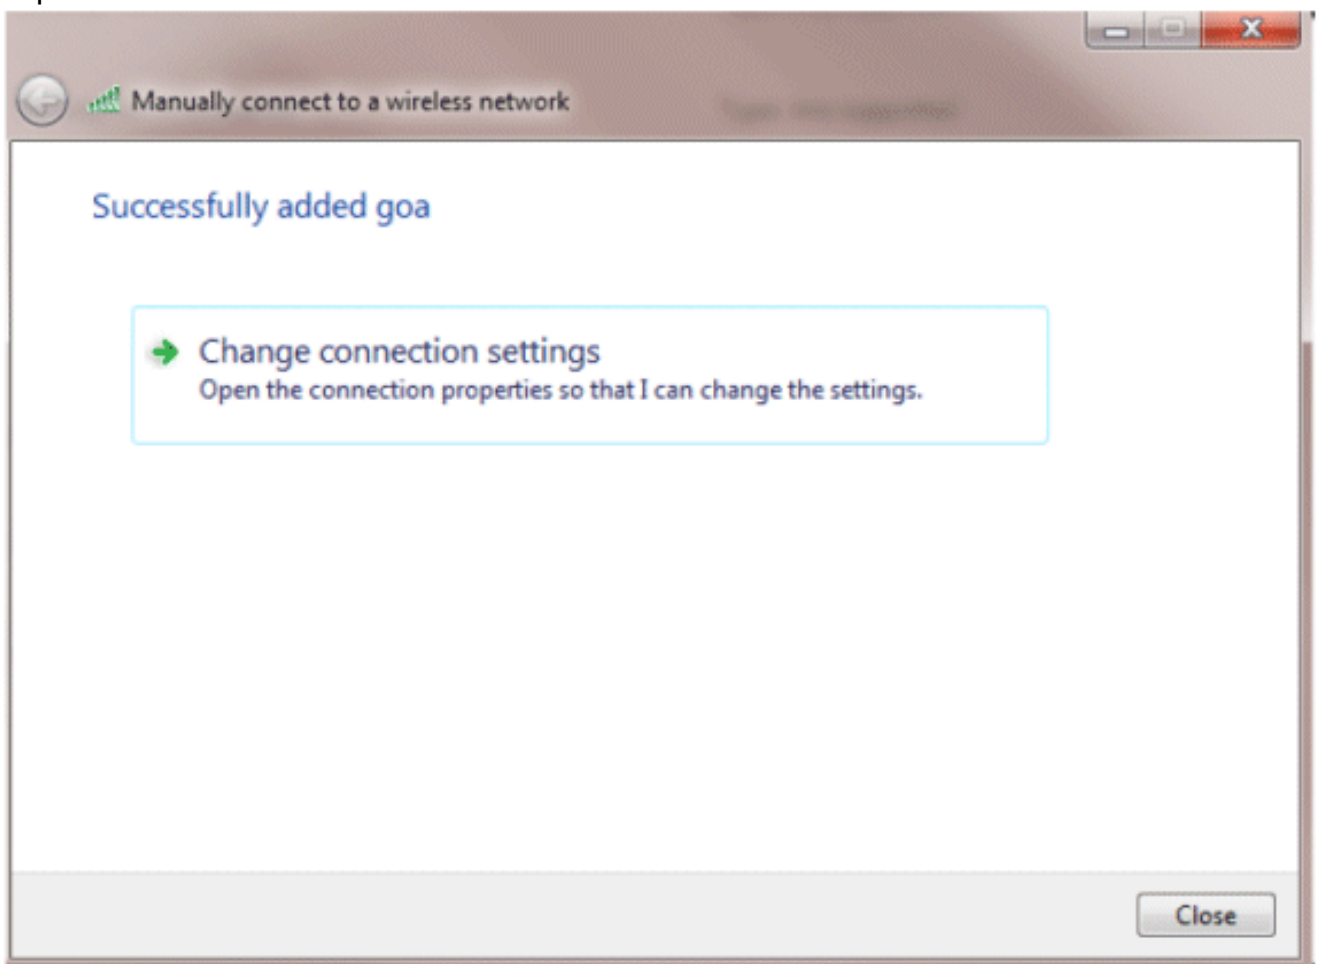 Manually connect to a wireless network
Successfully added goa
Change connection settings
Open the connection properties so that I can change the settings.
Close